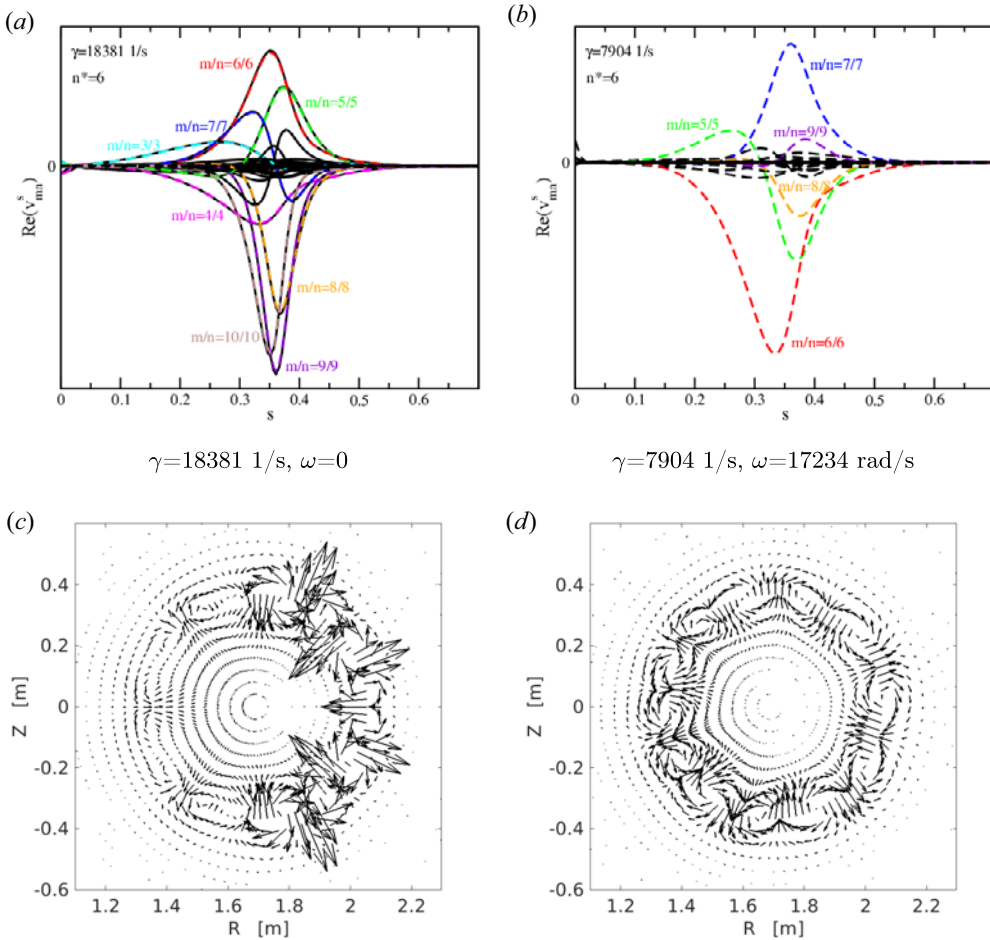 (a)
γ=18381 1/s
n*=6
m/n=6/6
m/n=5/5
m/n=7/7
m/n=3/3
0
m/n=4/4
m/n=8/8
m/n=10/10
m/n=9/9
Re(v^s_mn)
0 0.1 0.2 0.3 0.4 0.5 0.6
s
γ=18381 1/s, ω=0
(b)
γ=7904 1/s
n*=6
m/n=7/7
m/n=5/5
m/n=9/9
0
m/n=8/8
m/n=6/6
Re(v^s_mn)
0 0.1 0.2 0.3 0.4 0.5 0.6
s
γ=7904 1/s, ω=17234 rad/s
(c)
0.4
0.2
0
-0.2
-0.4
-0.6
Z [m]
1.2 1.4 1.6 1.8 2 2.2
R [m]
(d)
0.4
0.2
0
-0.2
-0.4
-0.6
Z [m]
1.2 1.4 1.6 1.8 2 2.2
R [m]